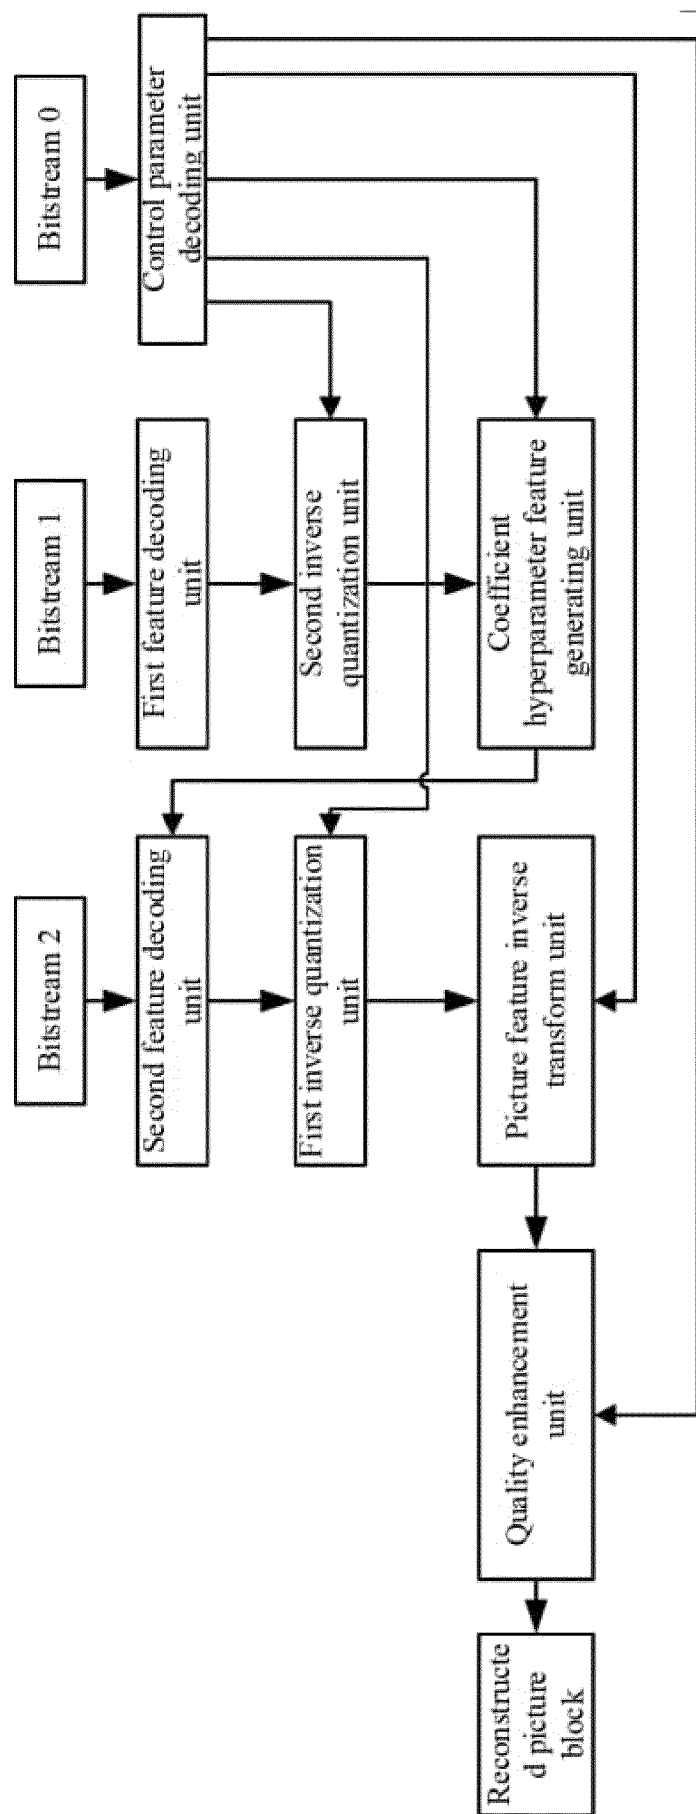 Bitstream 2
Bitstream 1
Bitstream 0
Second feature decoding
unit
First feature decoding
unit
Control parameter
decoding unit
First inverse quantization
unit
Second inverse
quantization unit
Reconstructe
d picture
block
Quality enhancement
unit
Picture feature inverse
transform unit
Coefficient
hyperparameter feature
generating unit